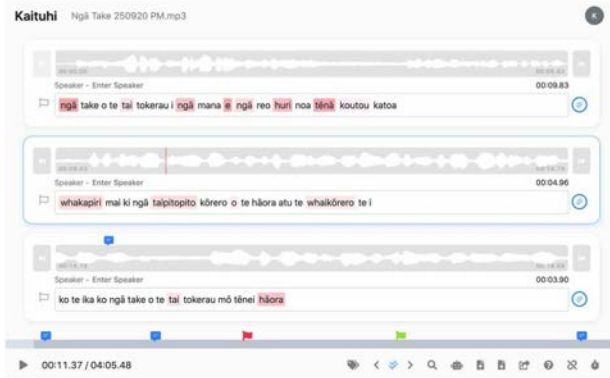 Kaituhi Ngā Take 250920 PM.mp3
K
Speaker - Enter Speaker 00:09.83
ngā take o te tai tokerau i ngā mana e ngā reo huri noa tēnā koutou katoa
Speaker - Enter Speaker 00:04.96
whakapiri mai ki ngā taipitopito kōrero o te hāora atu te whaikōrero te i
Speaker - Enter Speaker 00:03.90
ko te ika ko ngā take o te tai tokerau mō tēnei hāora
00:11.37 / 04:05.48